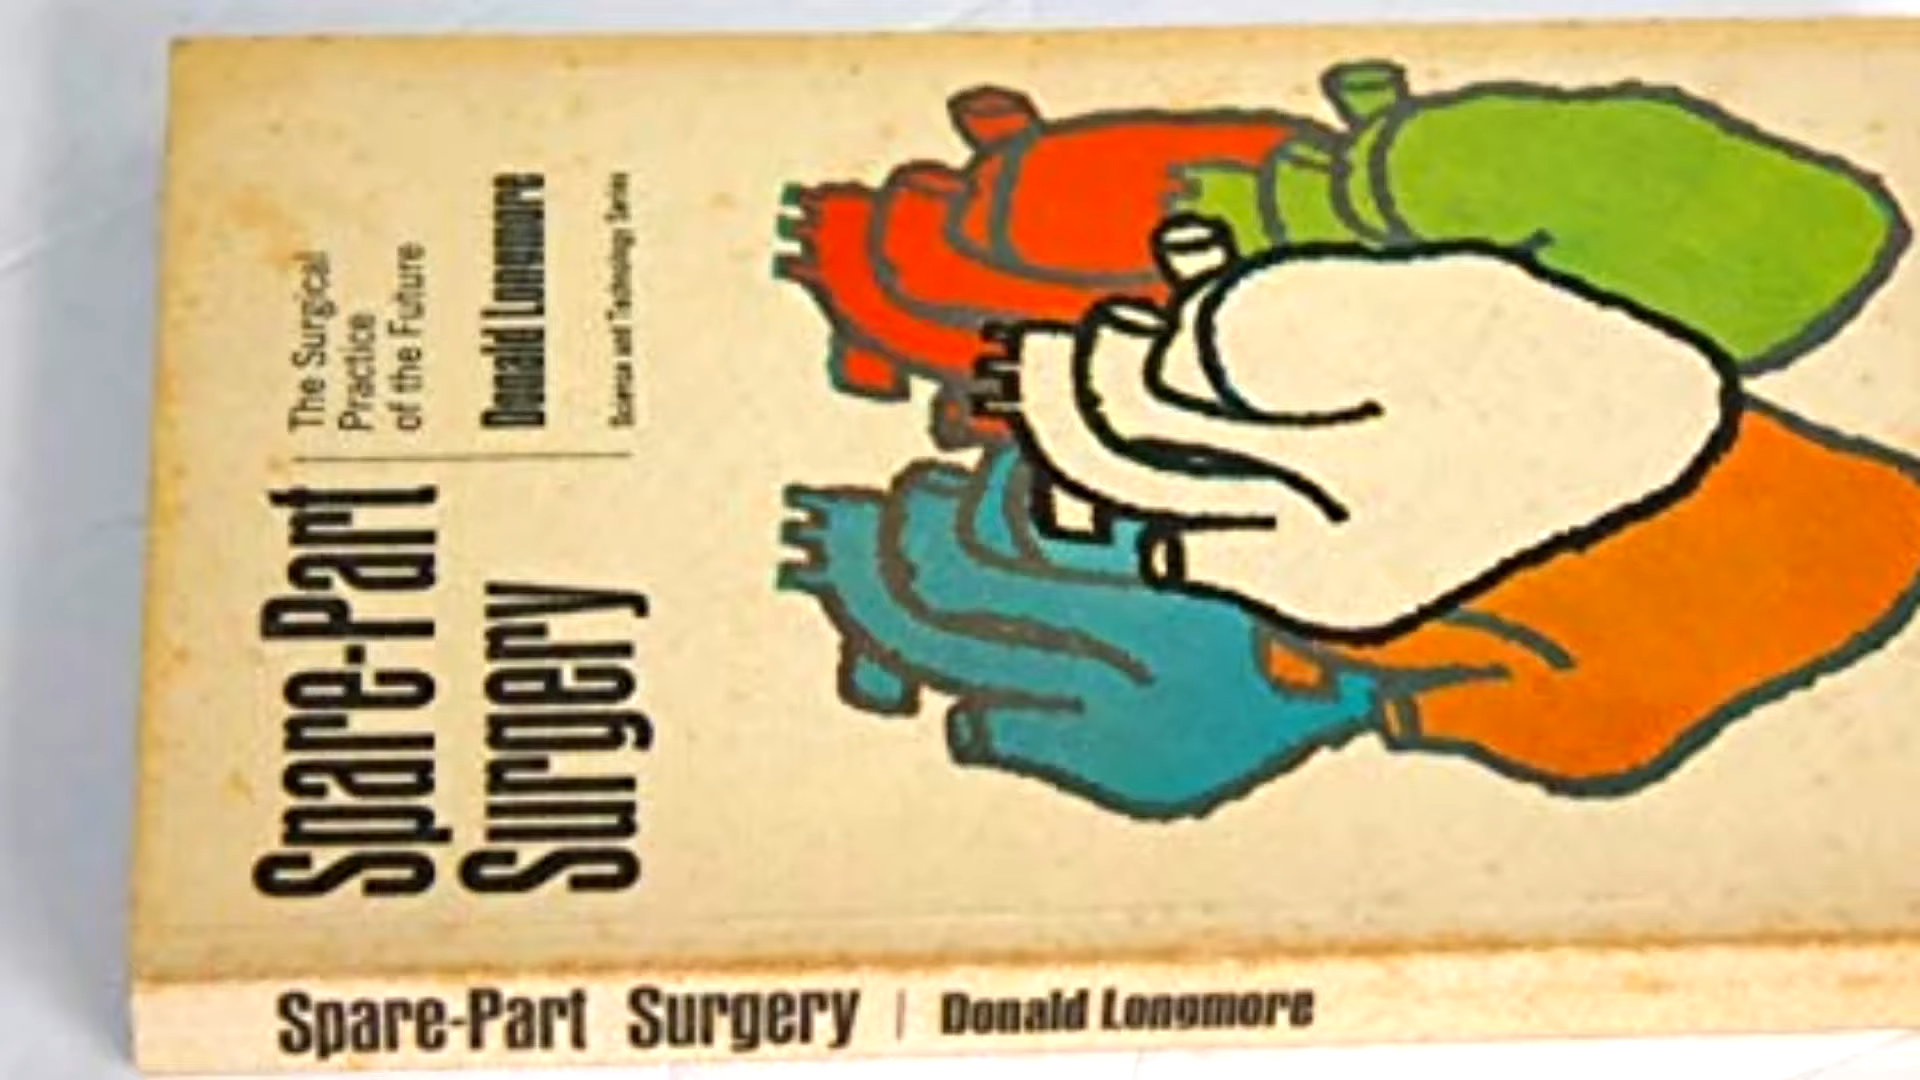 Spare-Part
Surgery
The Surgical
Practice
of the Future
Donald Longmore
Science and Technology Series
Spare-Part Surgery | Donald Longmore